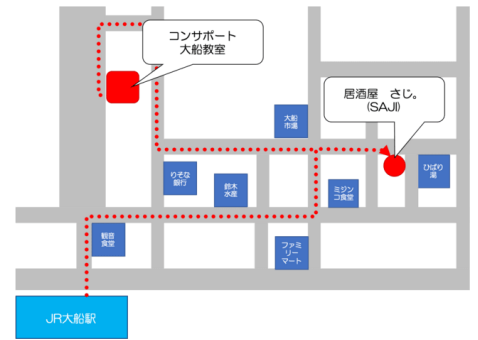 コンサポート
大船教室
居酒屋　さじ。
(SAJI)
大船
市場
りそな
銀行
鈴木
水産
ミジン
コ食堂
ひばり
湯
観音
食堂
ファミ
リー
マート
JR大船駅